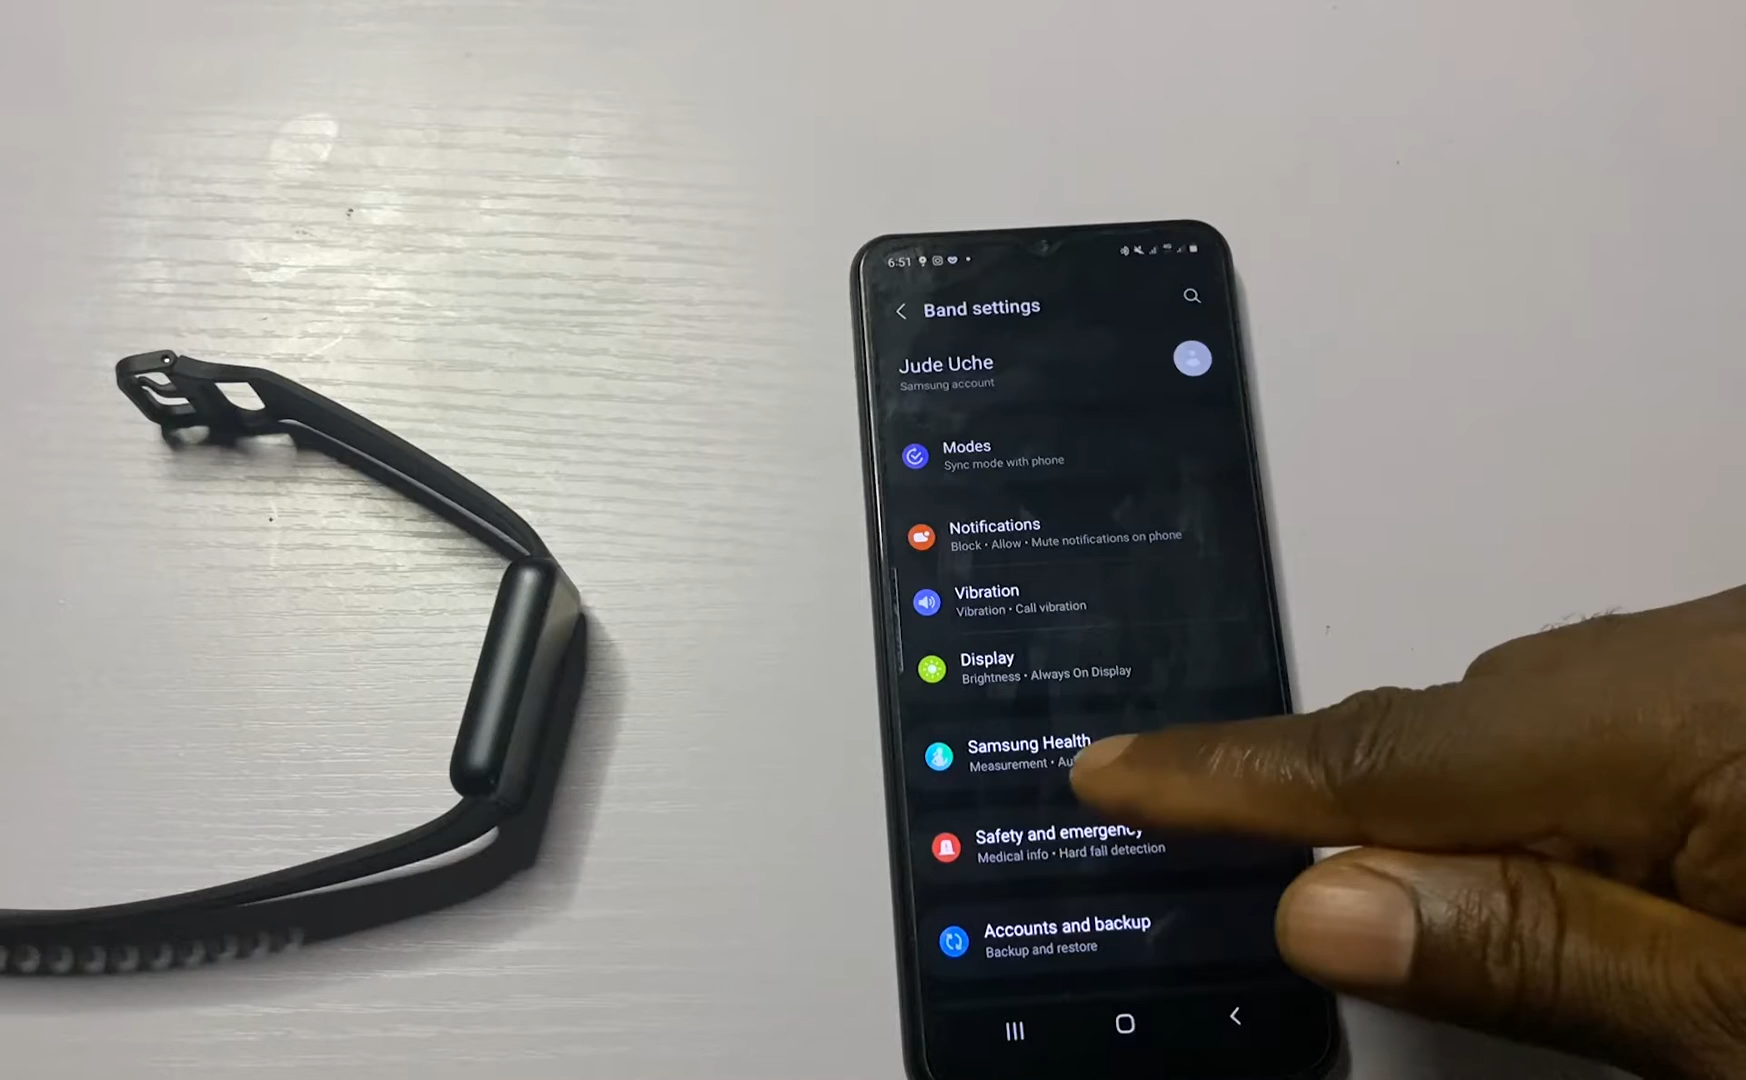 6:51
Band settings
Jude Uche
Samsung account
Modes
Sync mode with phone
Notifications
Block • Allow • Mute notifications on phone
Vibration
Vibration • Call vibration
Display
Brightness • Always On Display
Samsung Health
Measurement •
Safety and emergency
Medical info • Hard fall detection
Accounts and backup
Backup and restore